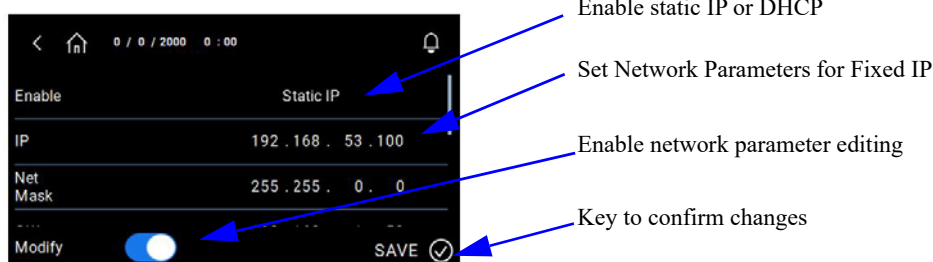 Enable static IP or DHCP
0 / 0 / 2000 0 : 00
Enable Static IP
Set Network Parameters for Fixed IP
IP 192 . 168 . 53 . 100
Enable network parameter editing
Net
Mask 255 . 255 . 0 . 0
Key to confirm changes
Modify SAVE